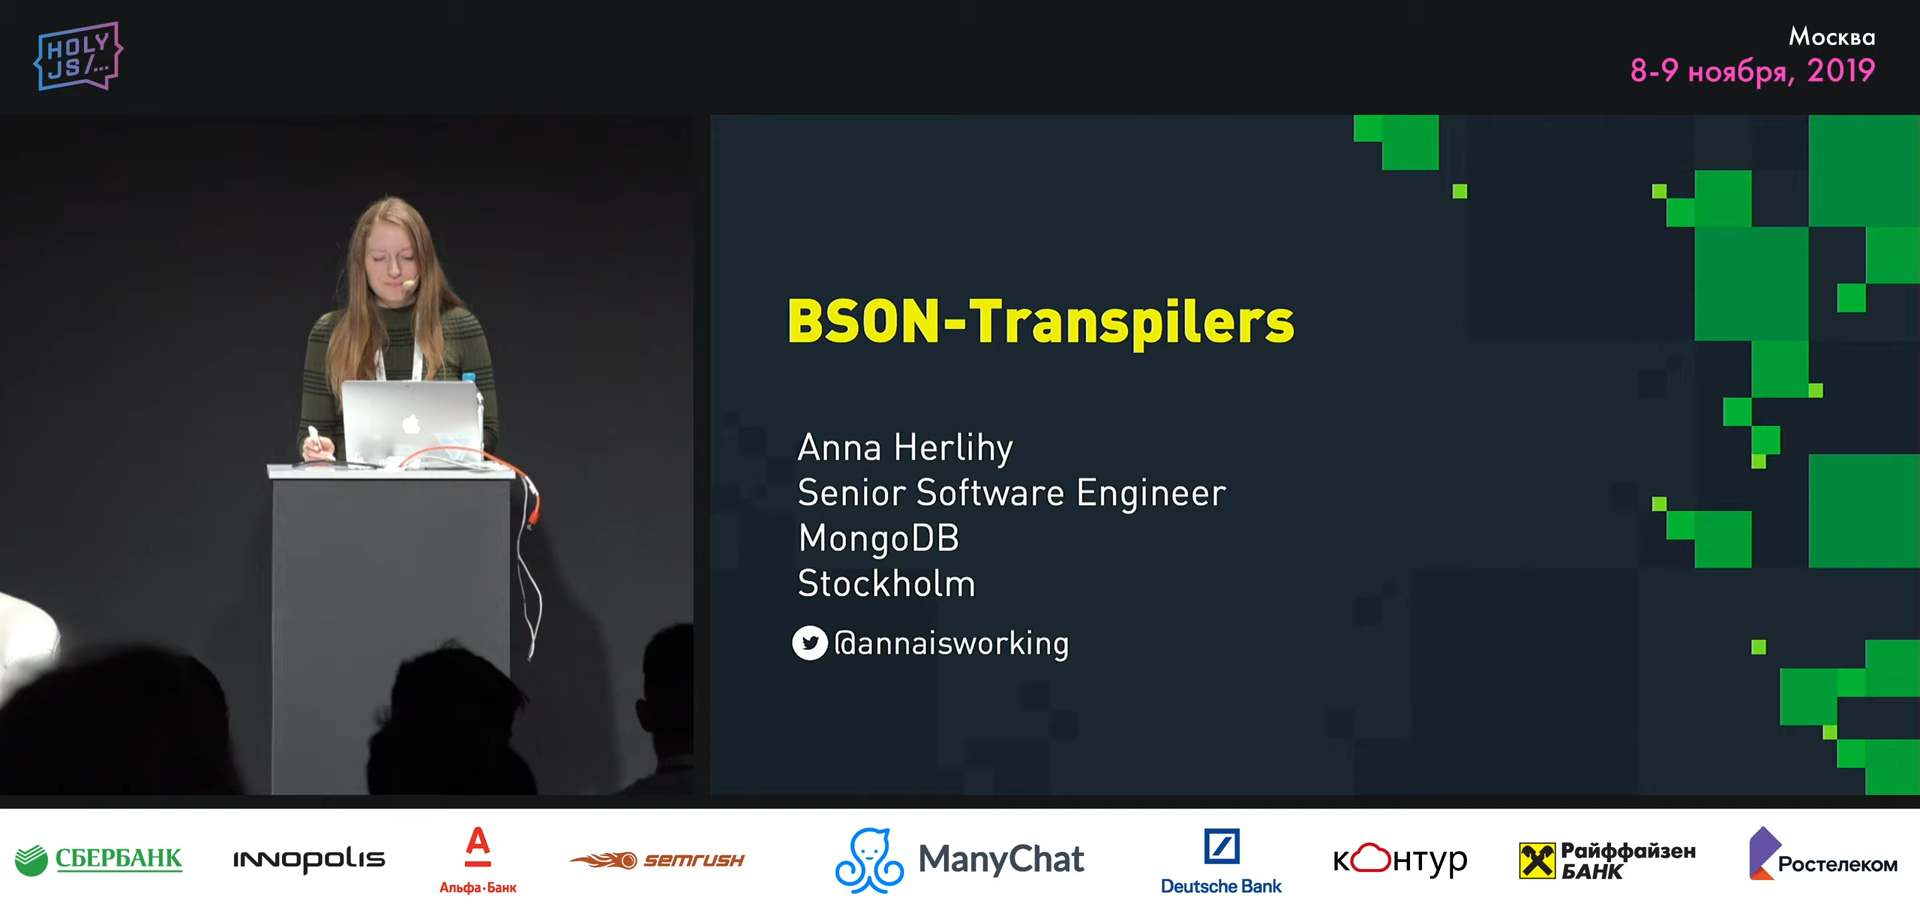 HOLY
JS/...
Москва
8-9 ноября, 2019
BSON-Transpilers
Anna Herlihy
Senior Software Engineer
MongoDB
Stockholm
@annaisworking
СБЕРБАНК
INNOPOLIS
Альфа·Банк
semrush
ManyChat
Deutsche Bank
контур
Райффайзен
БАНК
Ростелеком